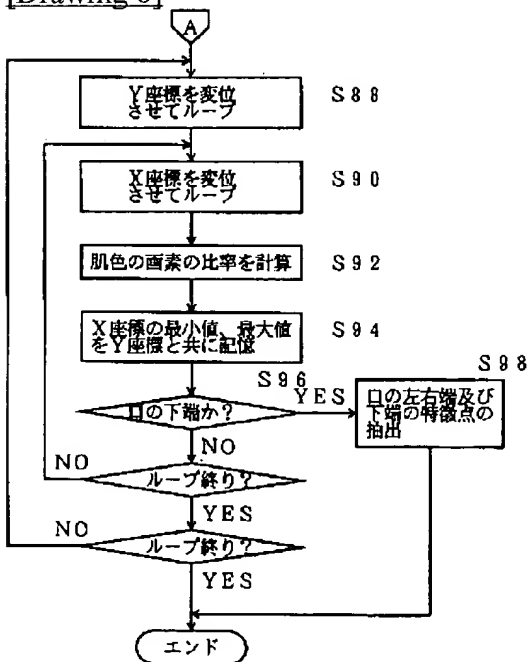 [Drawing 6]
A
Y座標を変位
させてループ
S88
X座標を変位
させてループ
S90
肌色の画素の比率を計算
S92
X座標の最小値、最大値
をY座標と共に記憶
S94
S96
口の下端か?
YES
S98
口の左右端及び
下端の特徴点の
抽出
NO
NO
ループ終り?
YES
NO
ループ終り?
YES
エンド